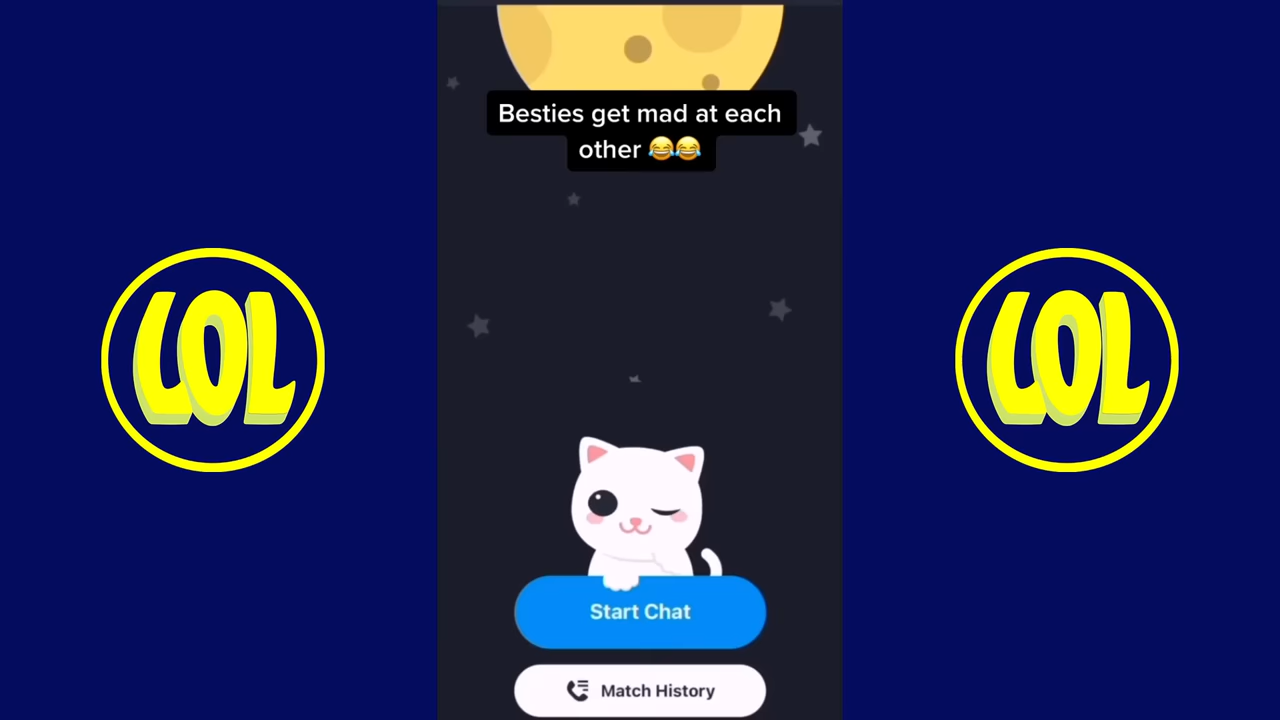 Besties get mad at each
other 😂😂
LOL
LOL
Start Chat
Match History